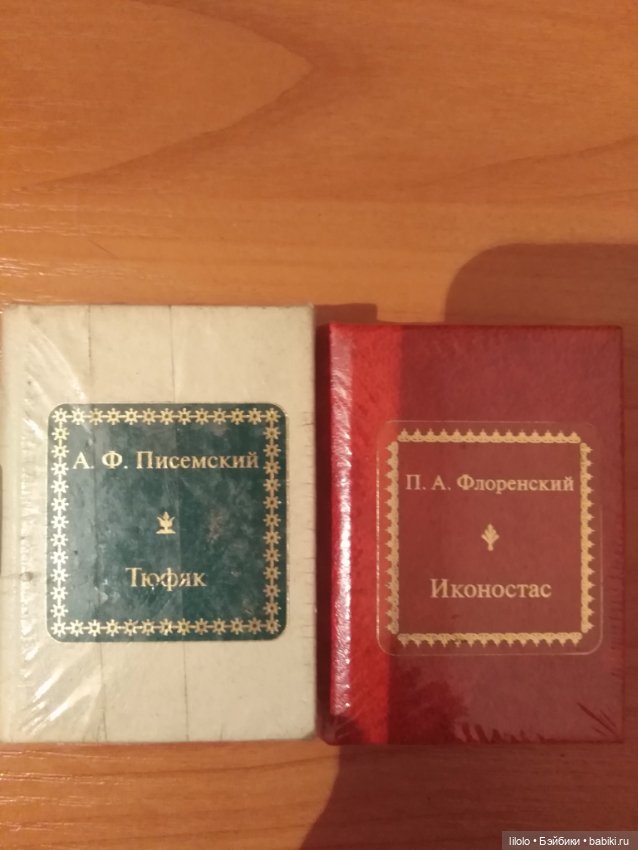 А. Ф. Писемский
Тюфяк
П. А. Флоренский
Иконостас
lilolo • Бэйбики • babiki.ru